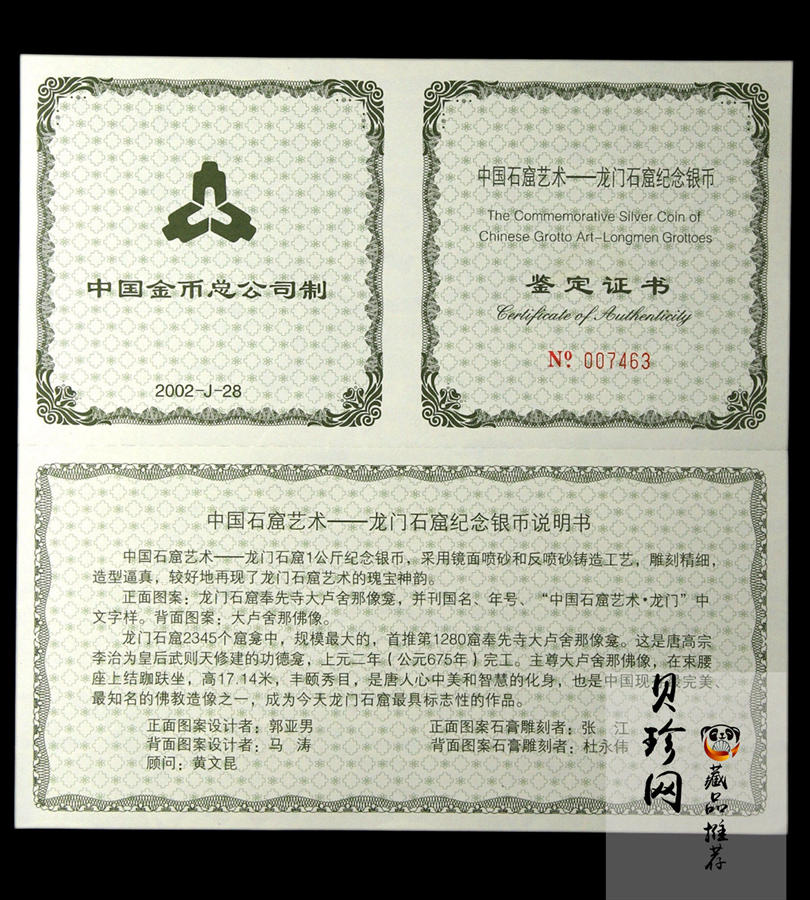 中国金币总公司制
2002-J-28
中国石窟艺术——龙门石窟纪念银币
The Commemorative Silver Coin of
Chinese Grotto Art-Longmen Grottoes
鉴定证书
Certificate of Authenticity
Nº 007463
中国石窟艺术——龙门石窟纪念银币说明书
中国石窟艺术——龙门石窟1公斤纪念银币，采用镜面喷砂和反喷砂铸造工艺，雕刻精细，
造型逼真，较好地再现了龙门石窟艺术的瑰宝神韵。
正面图案：龙门石窟奉先寺大卢舍那像龛，并刊国名、年号、“中国石窟艺术·龙门”中
文字样。背面图案：大卢舍那佛像。
龙门石窟2345个窟龛中，规模最大的，首推第1280窟奉先寺大卢舍那像龛。这是唐高宗
李治为皇后武则天修建的功德龛，上元二年（公元675年）完工。主尊大卢舍那佛像，在束腰
座上结跏趺坐，高17.14米，丰颐秀目，是唐人心中美和智慧的化身，也是中国现 最完美、
最知名的佛教造像之一，成为今天龙门石窟最具标志性的作品。
正面图案设计者：郭亚男 正面图案石膏雕刻者：张 江
背面图案设计者：马 涛 背面图案石膏雕刻者：杜永伟
顾问：黄文昆
贝珍网
藏品推荐